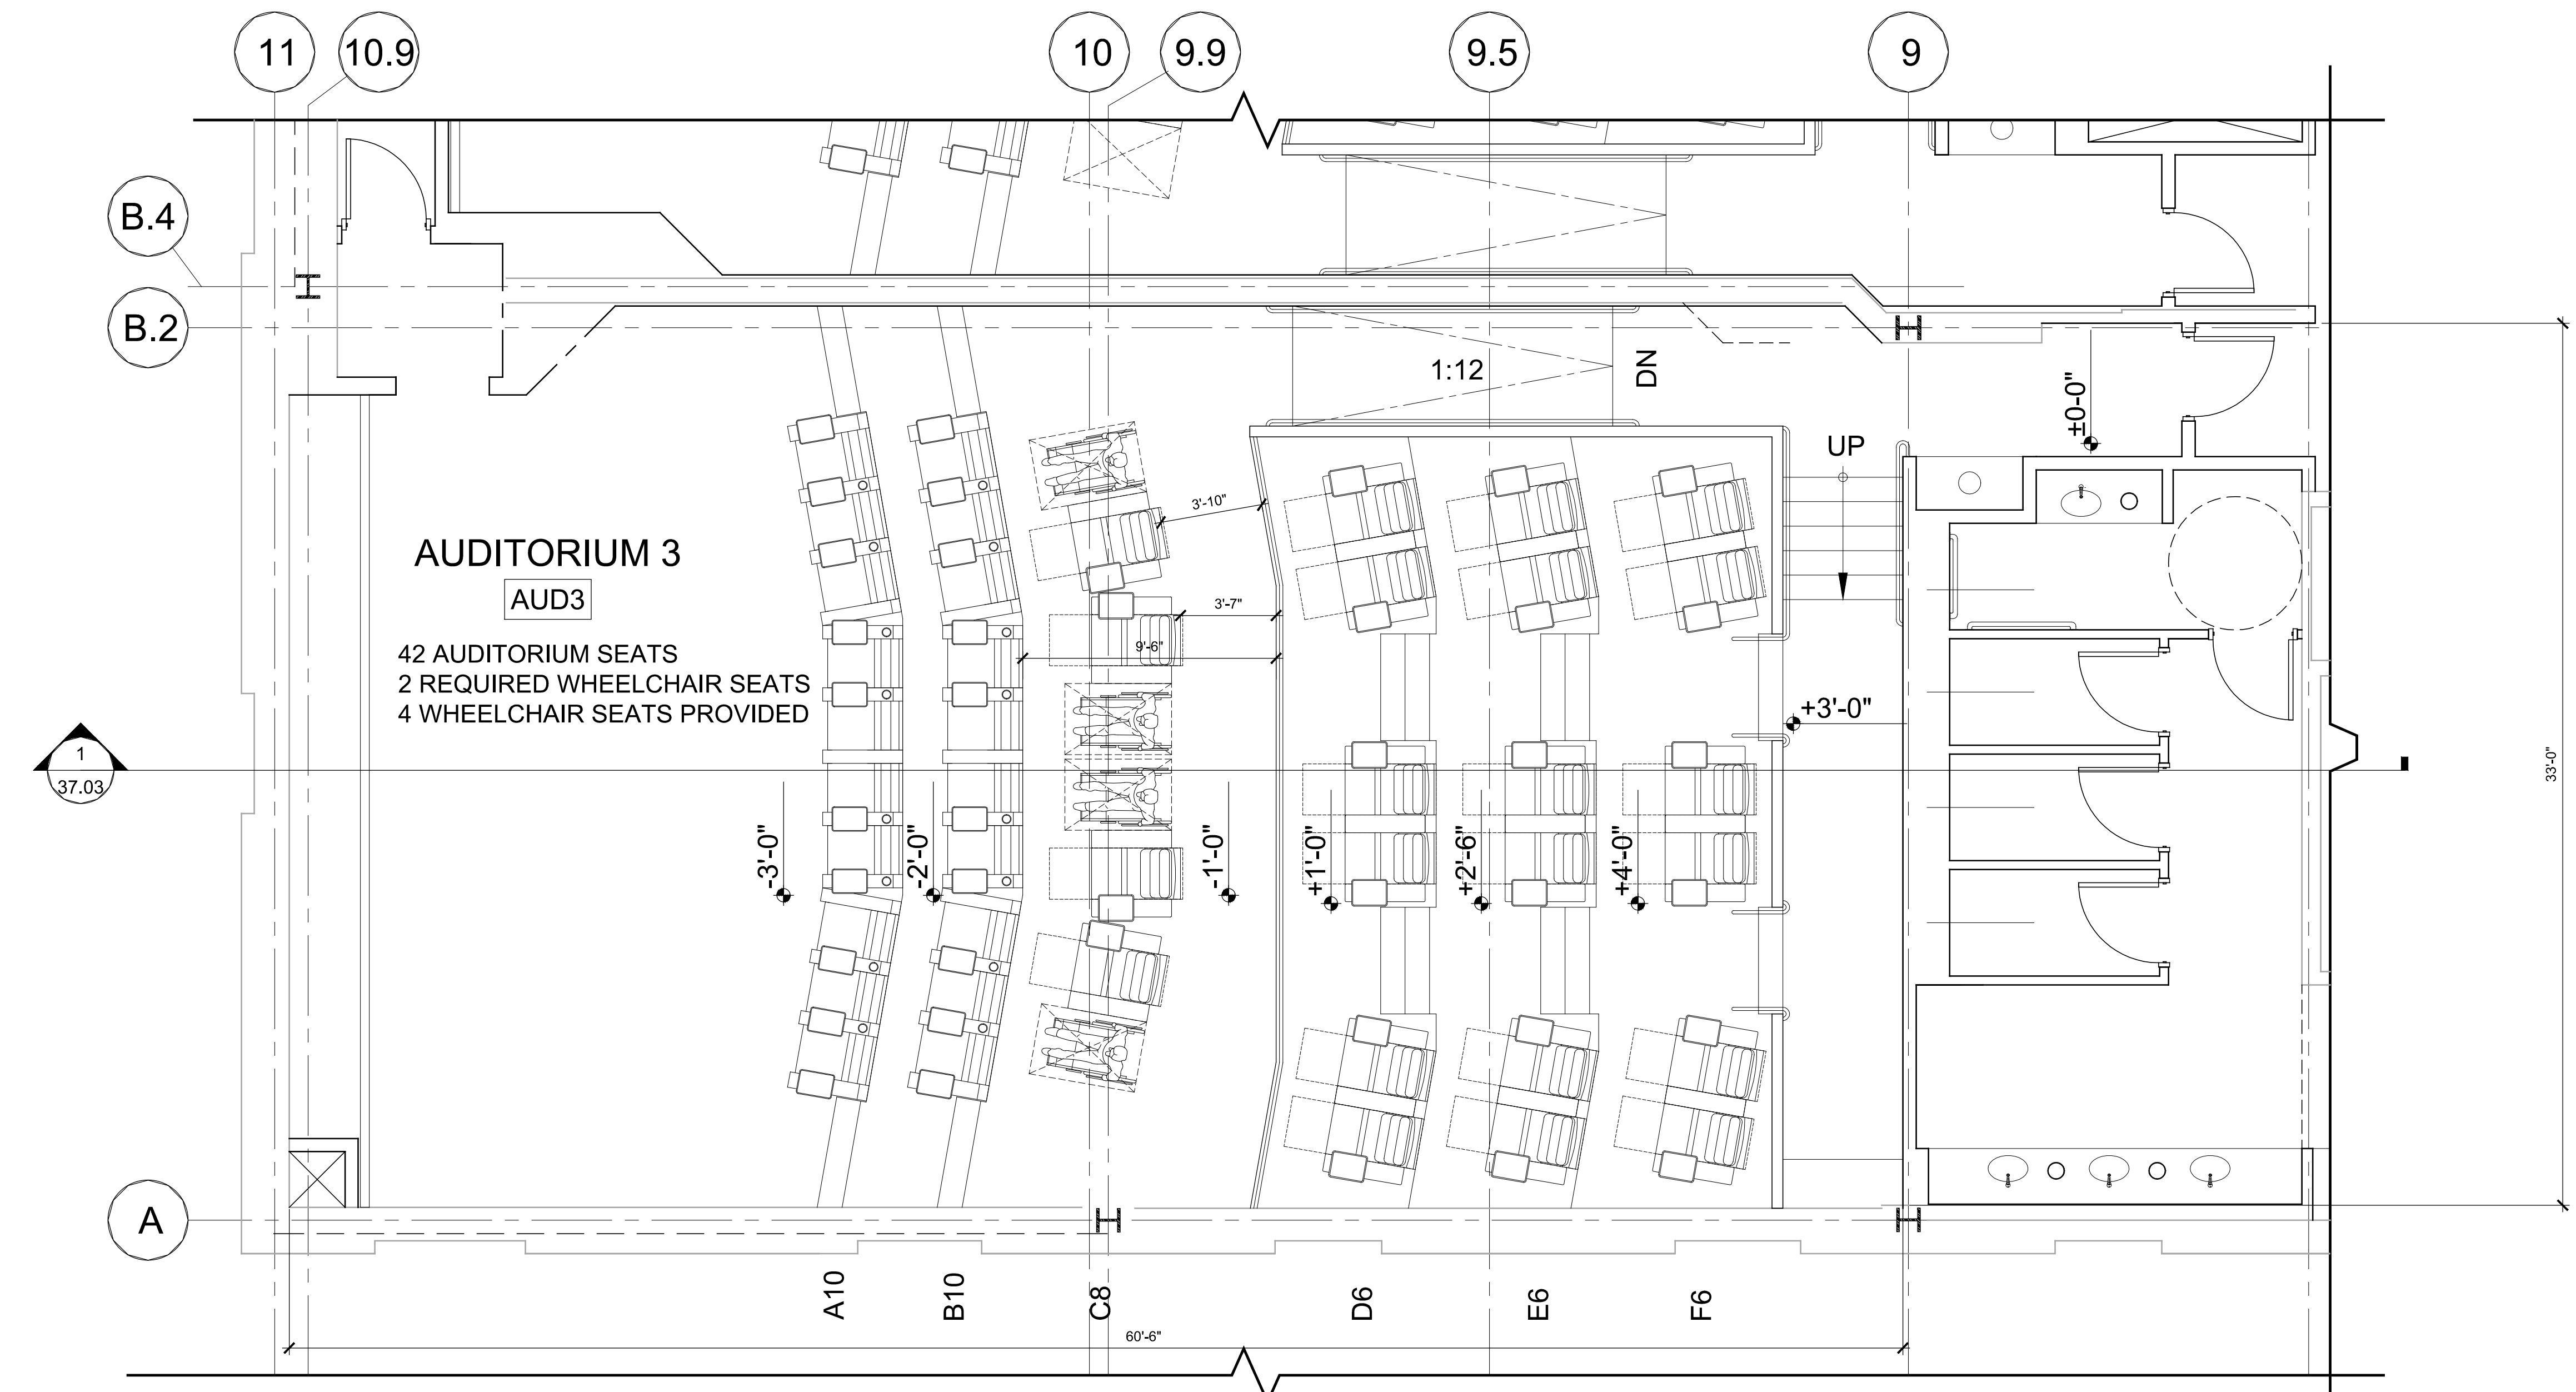 11
10.9
10
9.9
9.5
9
B.4
B.2
1:12
DN
UP
±0-0"
3'-10"
AUDITORIUM 3
AUD3
3'-7"
9'-6"
42 AUDITORIUM SEATS
2 REQUIRED WHEELCHAIR SEATS
4 WHEELCHAIR SEATS PROVIDED
+3'-0"
1
37.03
33'-0"
-3'-0"
-2'-0"
-1'-0"
+1'-0"
+2'-6"
+4'-0"
A
A10
B10
C8
D6
E6
F6
60'-6"